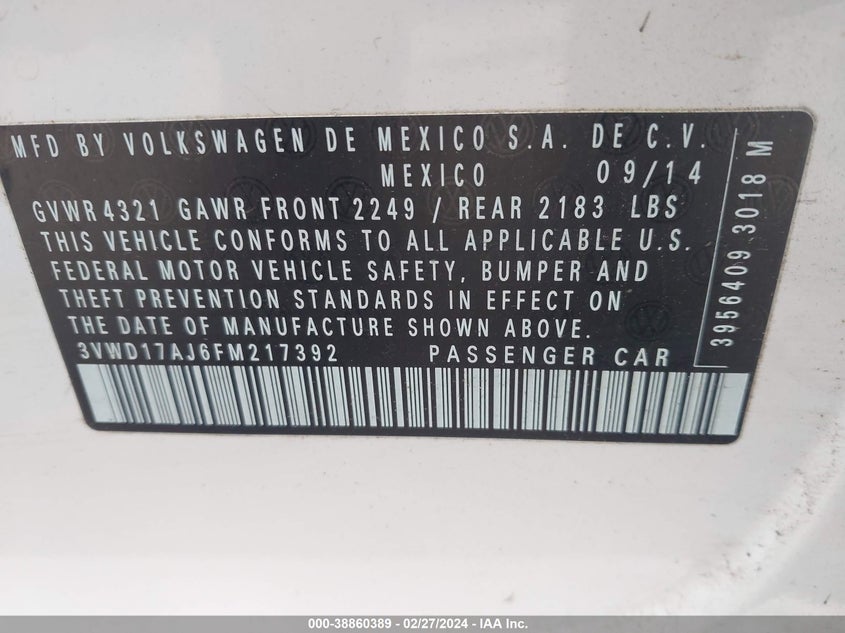 MFD BY VOLKSWAGEN DE MEXICO S.A. DE C.V.
MEXICO 09/14
GVWR 4321 GAWR FRONT 2249 / REAR 2183 LBS
THIS VEHICLE CONFORMS TO ALL APPLICABLE U.S.
FEDERAL MOTOR VEHICLE SAFETY, BUMPER AND
THEFT PREVENTION STANDARDS IN EFFECT ON
THE DATE OF MANUFACTURE SHOWN ABOVE.
3VWD17AJ6FM217392 PASSENGER CAR
3956409 3018 M
000-38860389 - 02/27/2024 - IAA Inc.